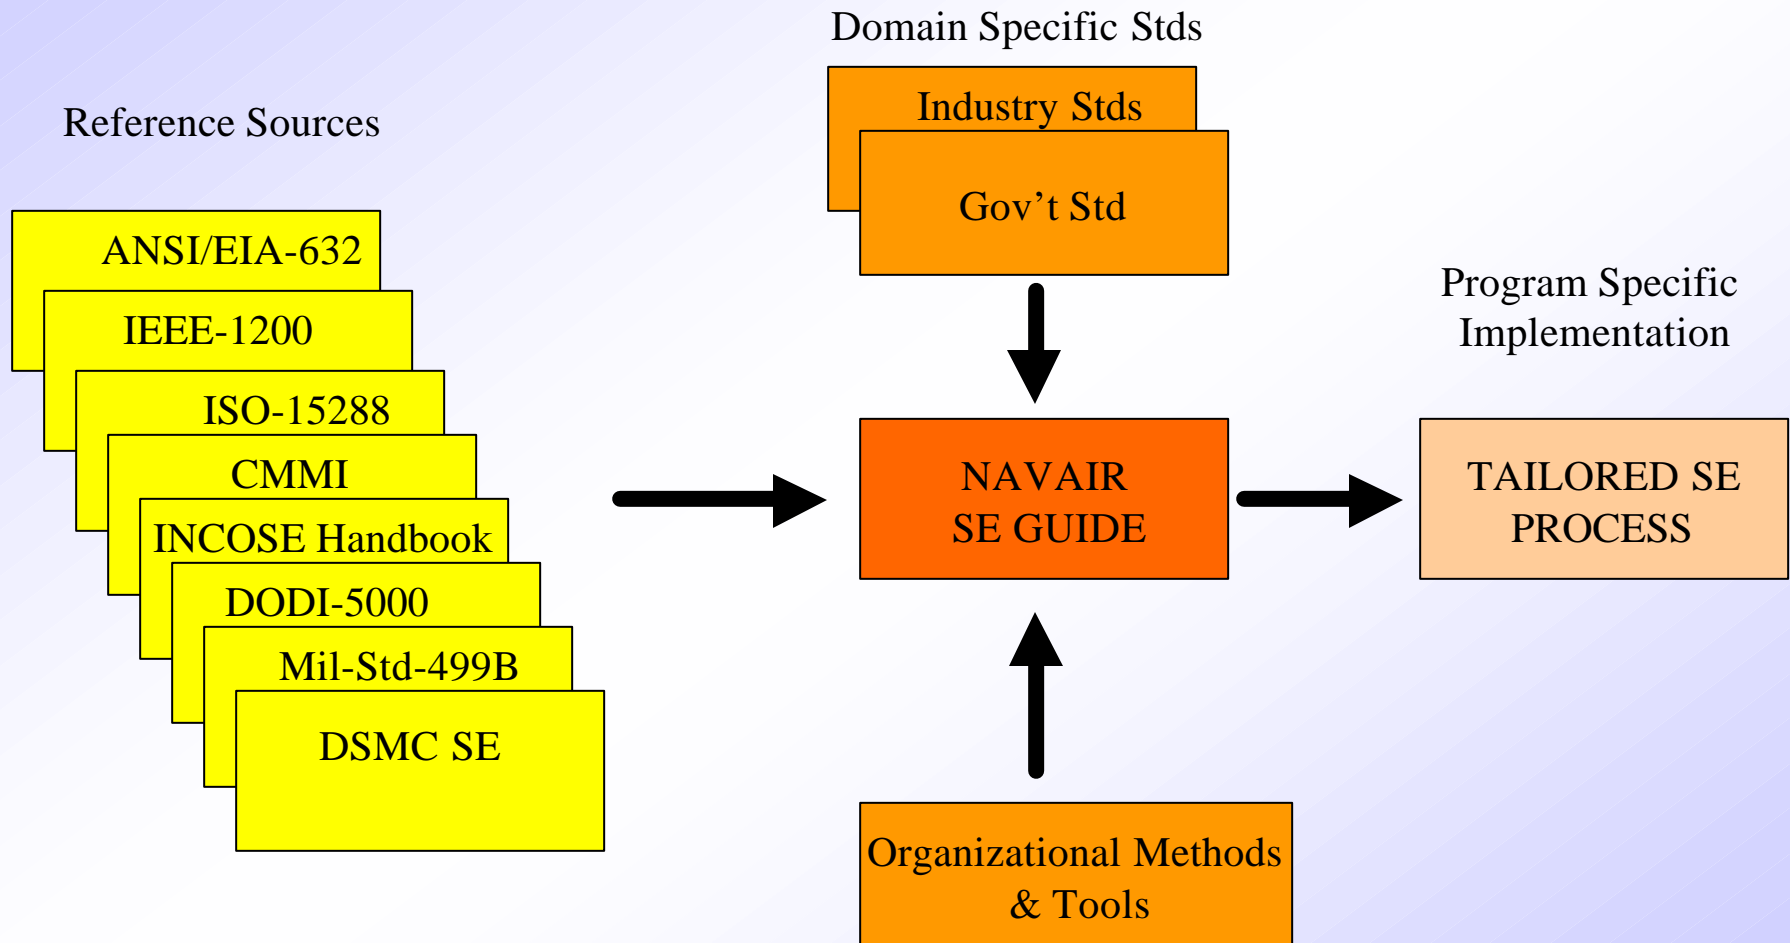 Domain Specific Stds
Industry Stds
Gov't Std
Reference Sources
ANSI/EIA-632
IEEE-1200
ISO-15288
CMMI
INCOSE Handbook
DODI-5000
Mil-Std-499B
DSMC SE
NAVAIR
SE GUIDE
Organizational Methods
& Tools
Program Specific
Implementation
TAILORED SE
PROCESS